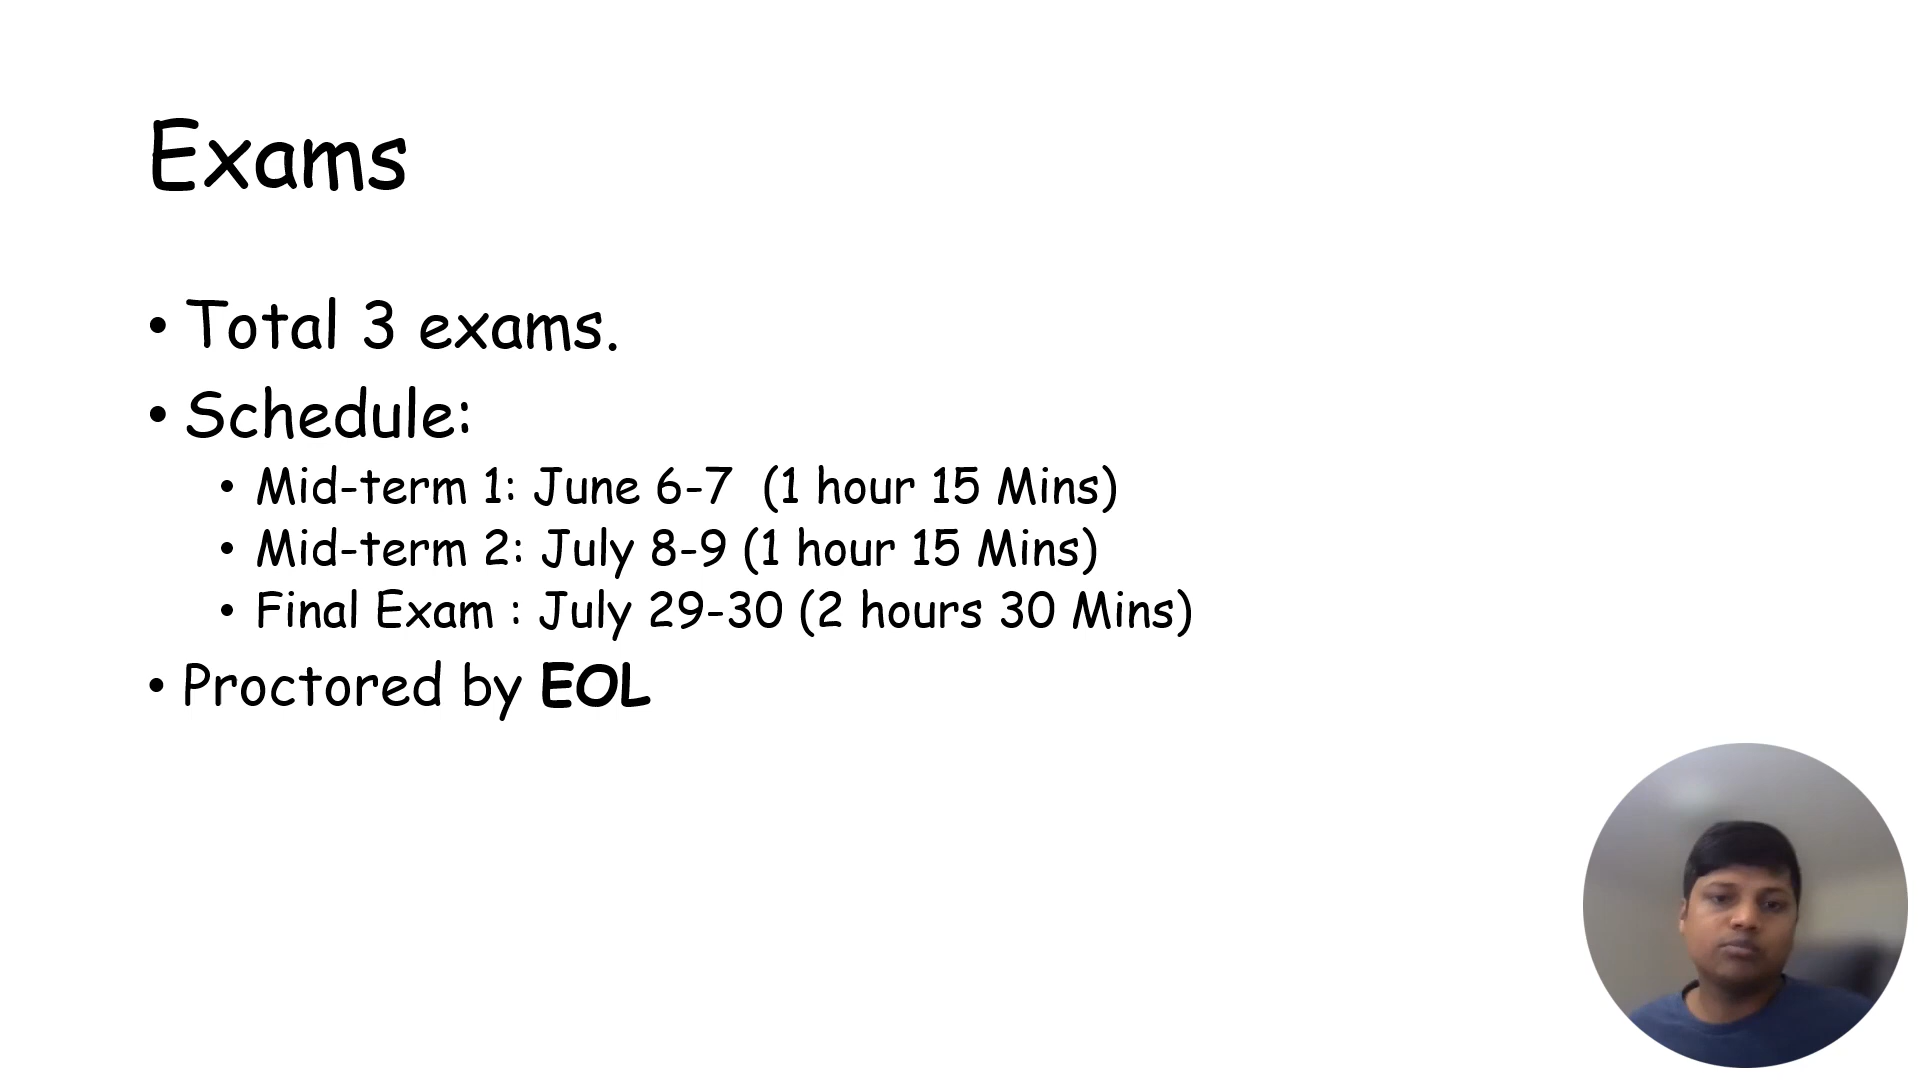 Exams
• Total 3 exams.
• Schedule:
• Mid-term 1: June 6-7  (1 hour 15 Mins)
• Mid-term 2: July 8-9 (1 hour 15 Mins)
• Final Exam : July 29-30 (2 hours 30 Mins)
• Proctored by EOL